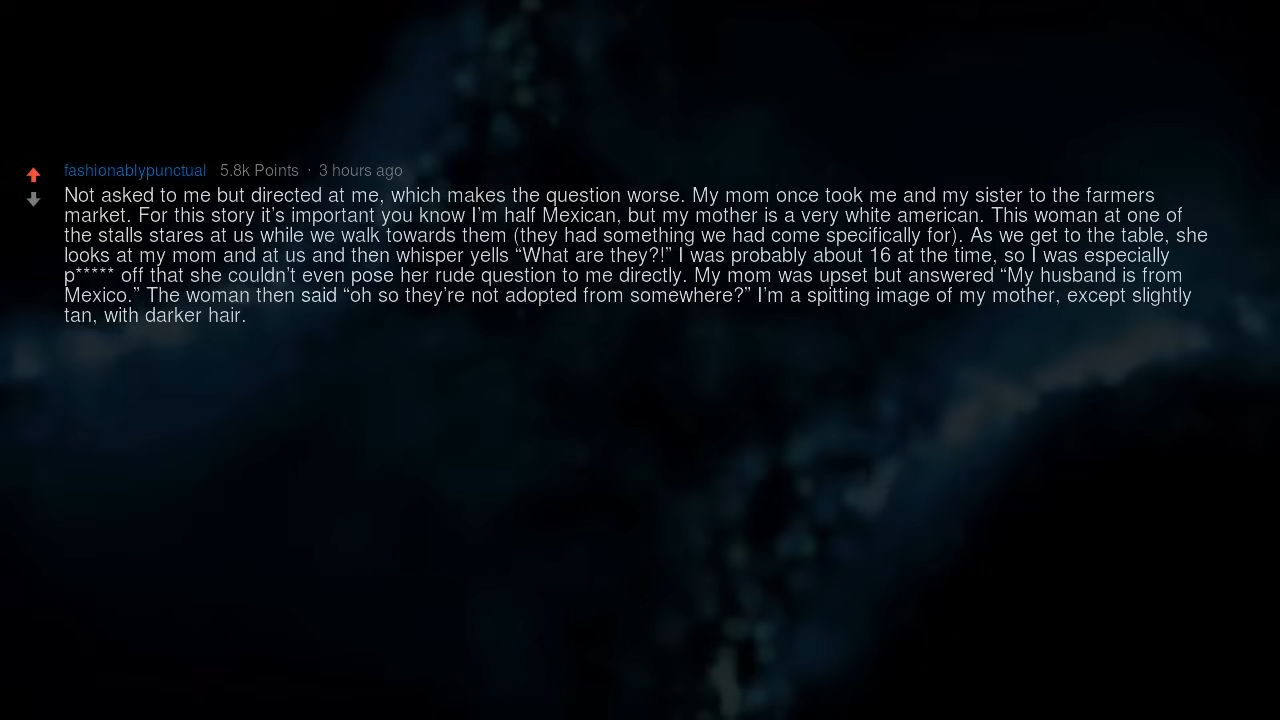 fashionablypunctual 5.8k Points · 3 hours ago
Not asked to me but directed at me, which makes the question worse. My mom once took me and my sister to the farmers
market. For this story it's important you know I'm half Mexican, but my mother is a very white american. This woman at one of
the stalls stares at us while we walk towards them (they had something we had come specifically for). As we get to the table, she
looks at my mom and at us and then whisper yells “What are they?!” I was probably about 16 at the time, so I was especially
p***** off that she couldn't even pose her rude question to me directly. My mom was upset but answered “My husband is from
Mexico.” The woman then said “oh so they're not adopted from somewhere?” I'm a spitting image of my mother, except slightly
tan, with darker hair.